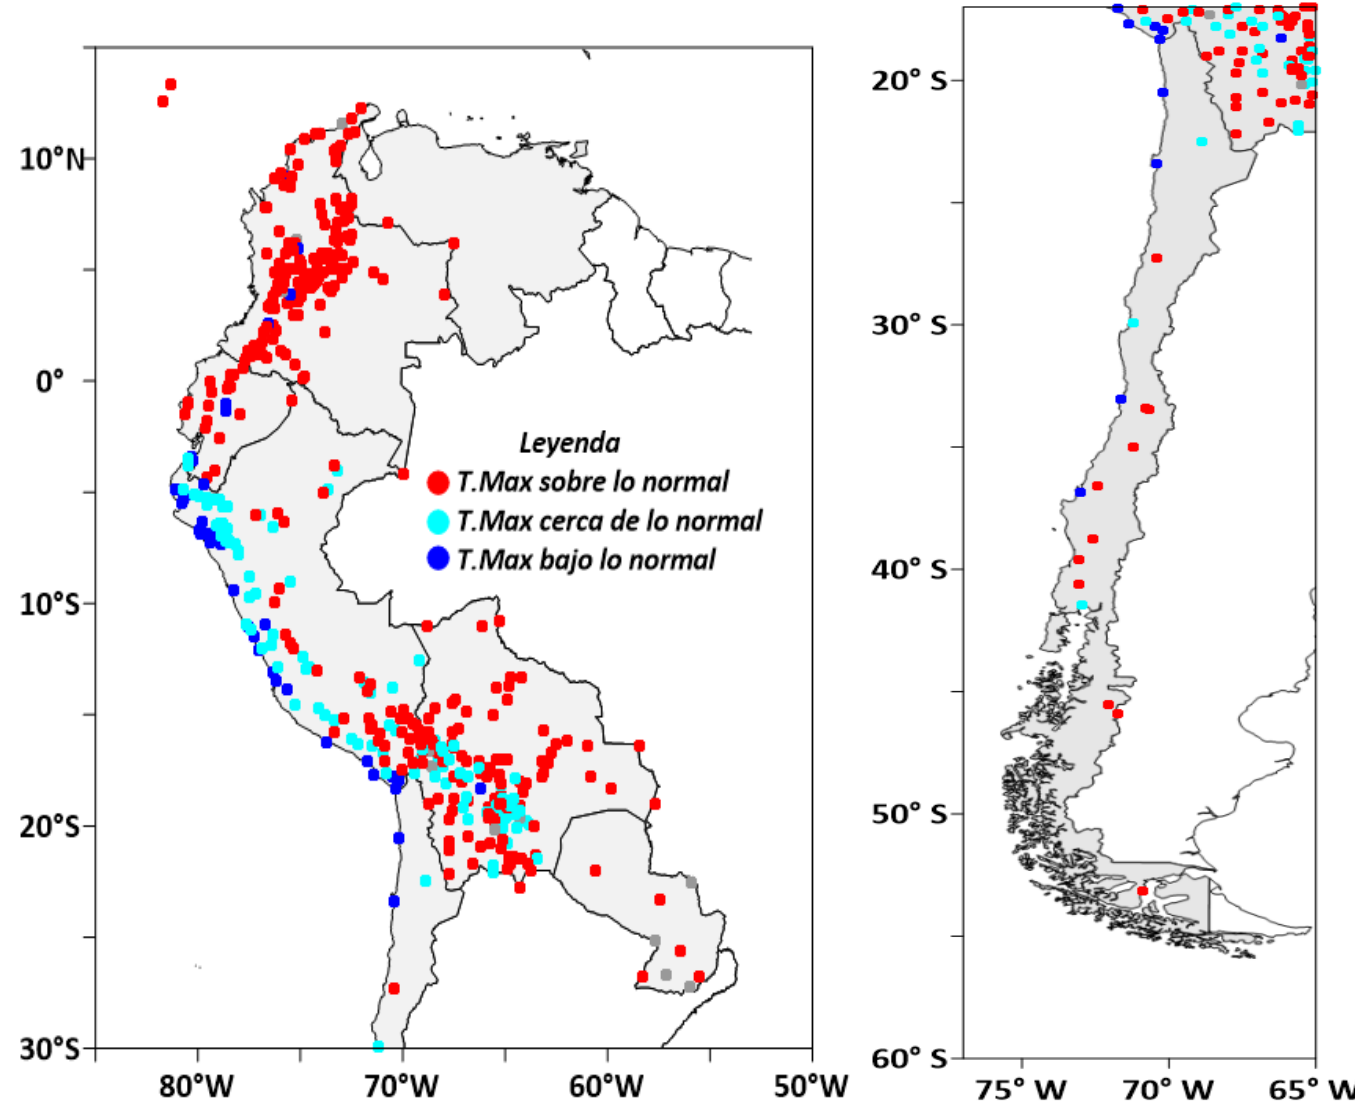 10°N
0°
10°S
20°S
30°S
80°W
70°W
60°W
50°W
Leyenda
T.Max sobre lo normal
T.Max cerca de lo normal
T.Max bajo lo normal
20° S
30° S
40° S
50° S
60° S
75° W
70° W
65° W